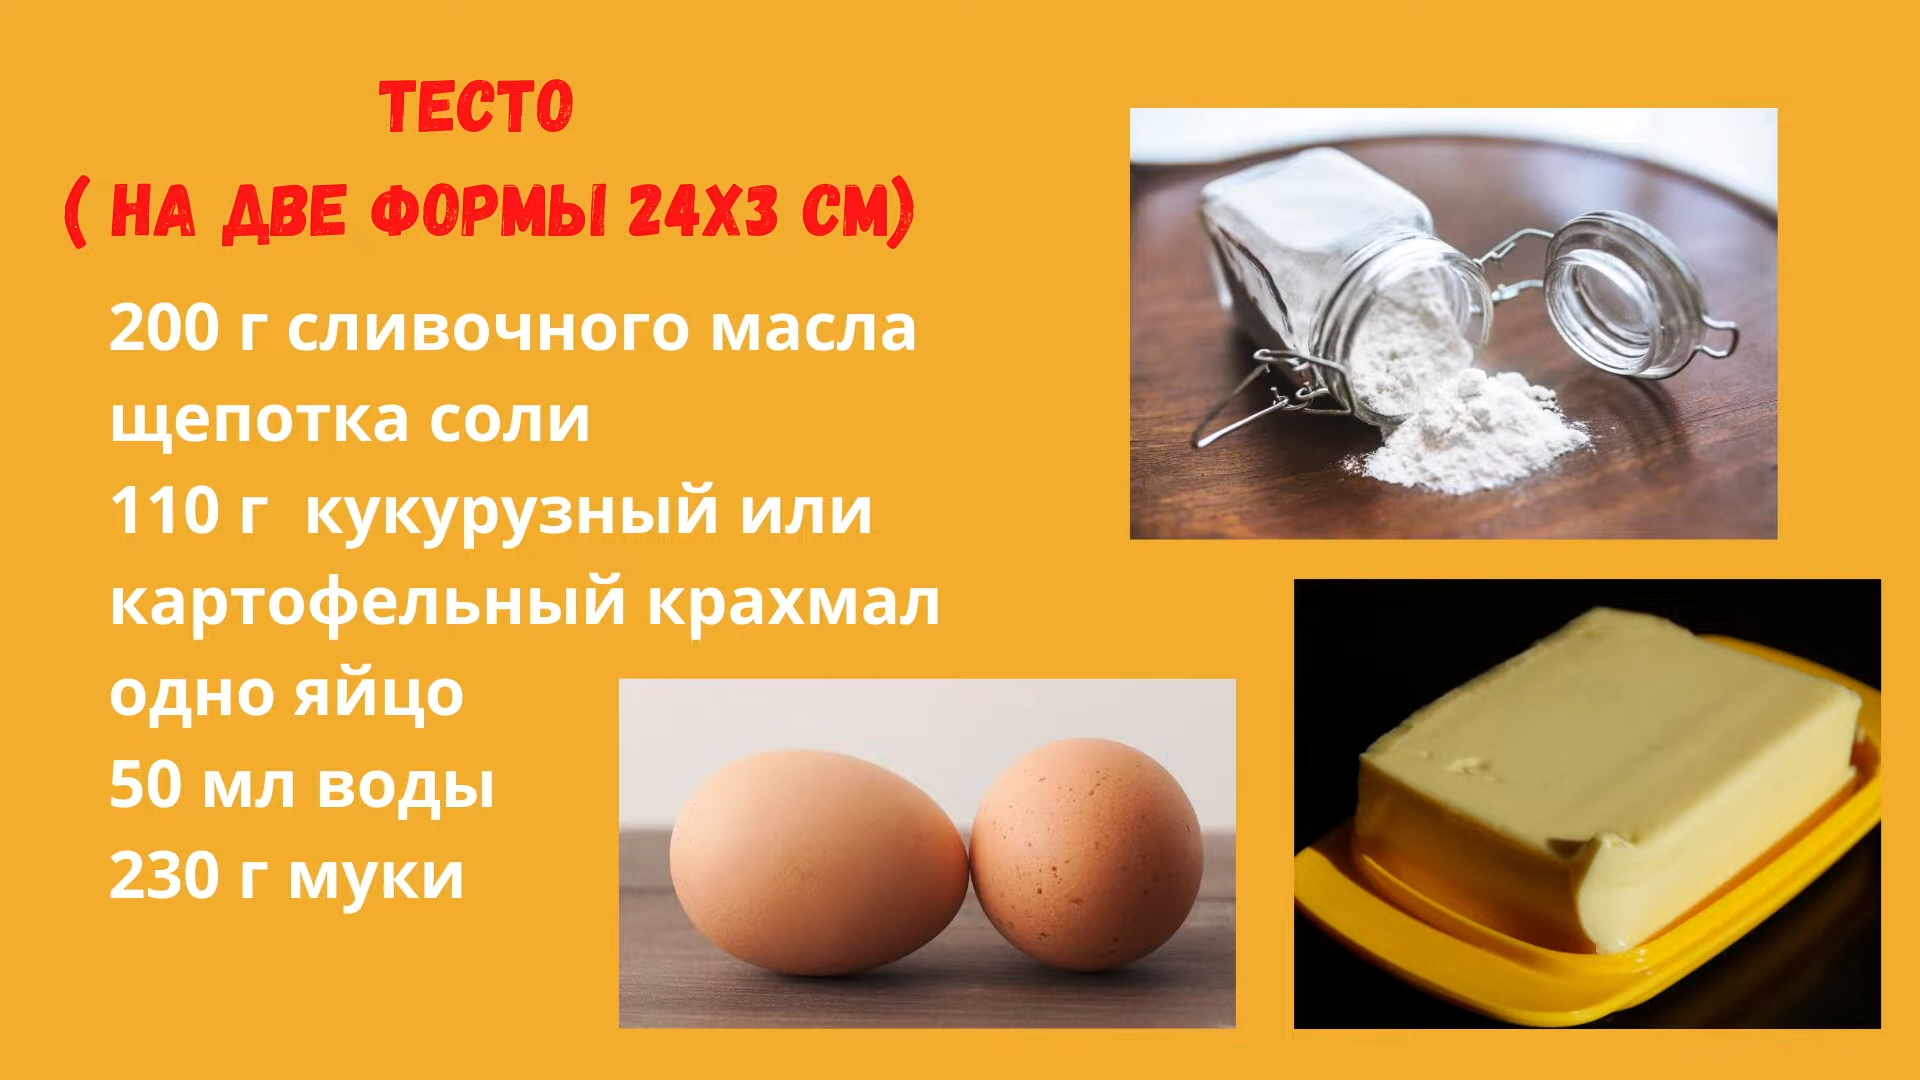 ТЕСТО
( НА ДВЕ ФОРМЫ 24Х3 СМ)
200 г сливочного масла
щепотка соли
110 г кукурузный или
картофельный крахмал
одно яйцо
50 мл воды
230 г муки